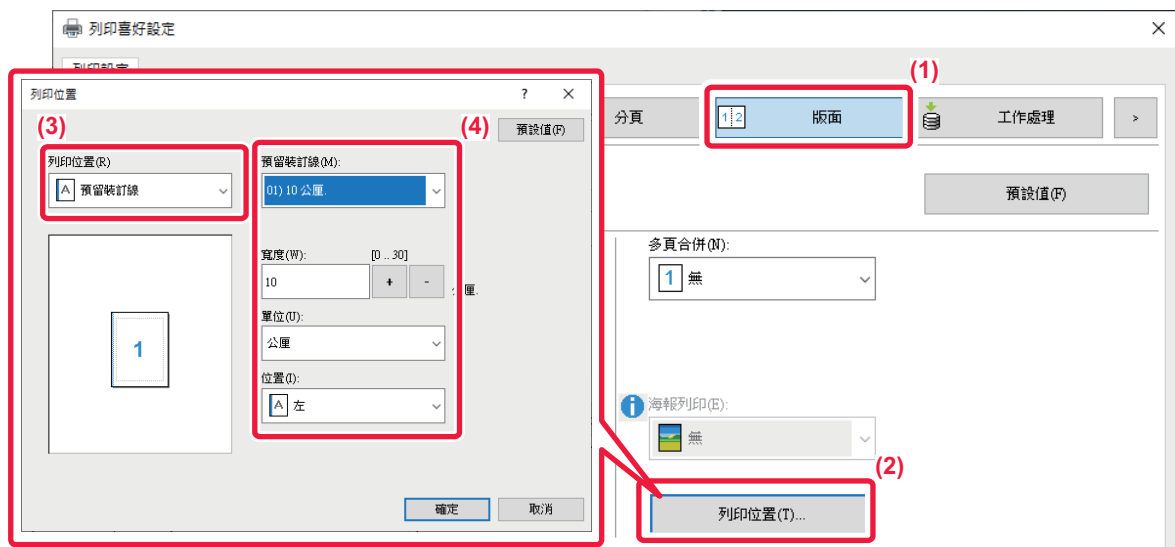 列印喜好設定
列印設定
(1)
分頁
版面
工作處理
>
預設值(F)
多頁合併(N):
1 無
海報列印(E):
無
(2)
列印位置(T)...
列印位置
? ×
(3)
(4)
預設值(F)
列印位置(R)
A 預留裝訂線
預留裝訂線(M):
01) 10 公厘.
寬度(W): [0 .. 30]
10 + - 公厘.
單位(U):
公厘
位置(I):
A 左
1
確定
取消